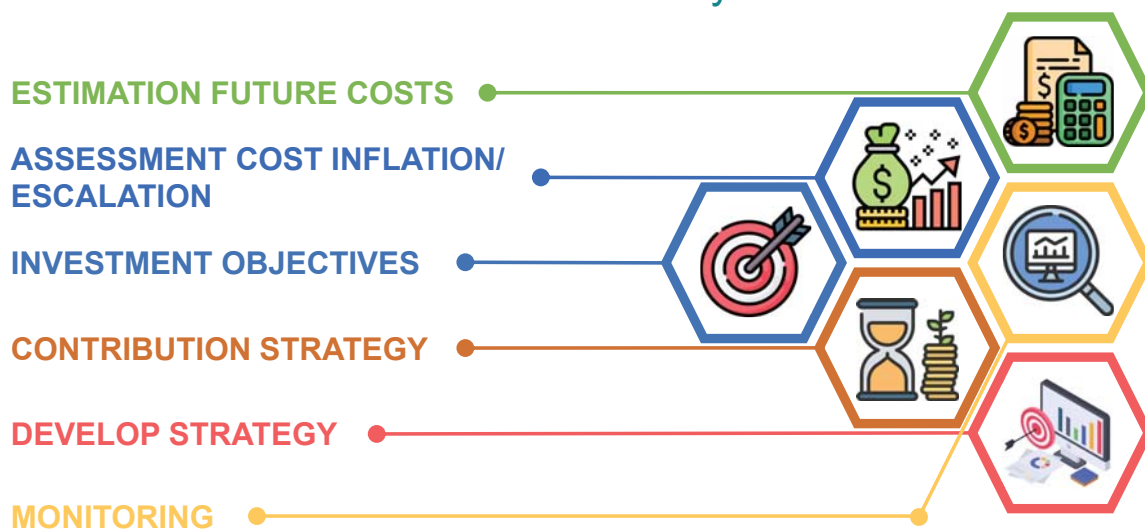 ESTIMATION FUTURE COSTS
ASSESSMENT COST INFLATION/
ESCALATION
INVESTMENT OBJECTIVES
CONTRIBUTION STRATEGY
DEVELOP STRATEGY
MONITORING